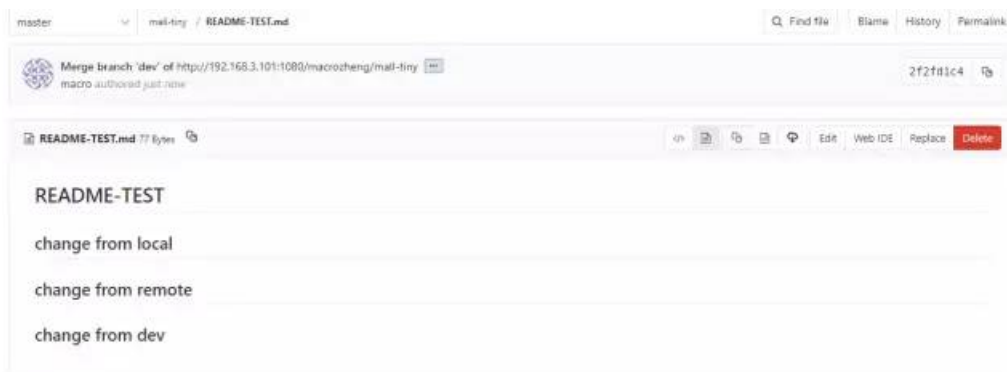 master mall-tiny / README-TEST.md Find file Blame History Permalink
Merge branch 'dev' of http://192.168.3.101:1080/macrozheng/mall-tiny
macro authored just now
2f2fd1c4
README-TEST.md 77 Bytes Edit Web IDE Replace Delete
README-TEST
change from local
change from remote
change from dev